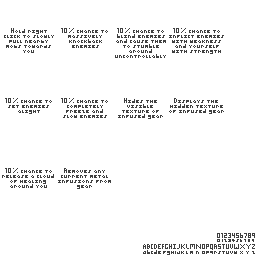 Hold right
click to slowly
pull nearby
mobs towards
you
10% chance to
massively
knockback
enemies
10% chance to
blind enemies
and cause them
to stumble
around
uncontrollably
10% chance to
inflict enemies
with weakness
and yourself
with strength
10% chance to
set enemies
alight
10% chance to
completely
freeze and
slow enemies
Hides the
visible
texture of
infused gear
Displays the
hidden texture
of infused gear
10% chance to
release a cloud
of healing
around you
Removes any
current metal
infusions from
gear
0123456789
0123456789
ABCDEFGHIJKLMNOPQRSTUVWXYZ
ABCDEFGHIJKLMNOPQRSTUVWXYZ